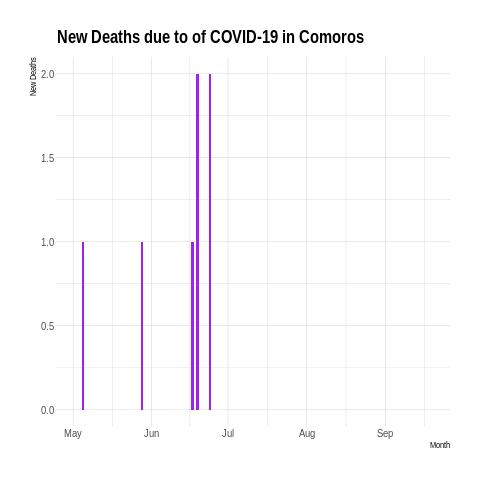 New Deaths due to of COVID-19 in Comoros
New Deaths
2.0
1.5
1.0
0.5
0.0
May Jun Jul Aug Sep
Month